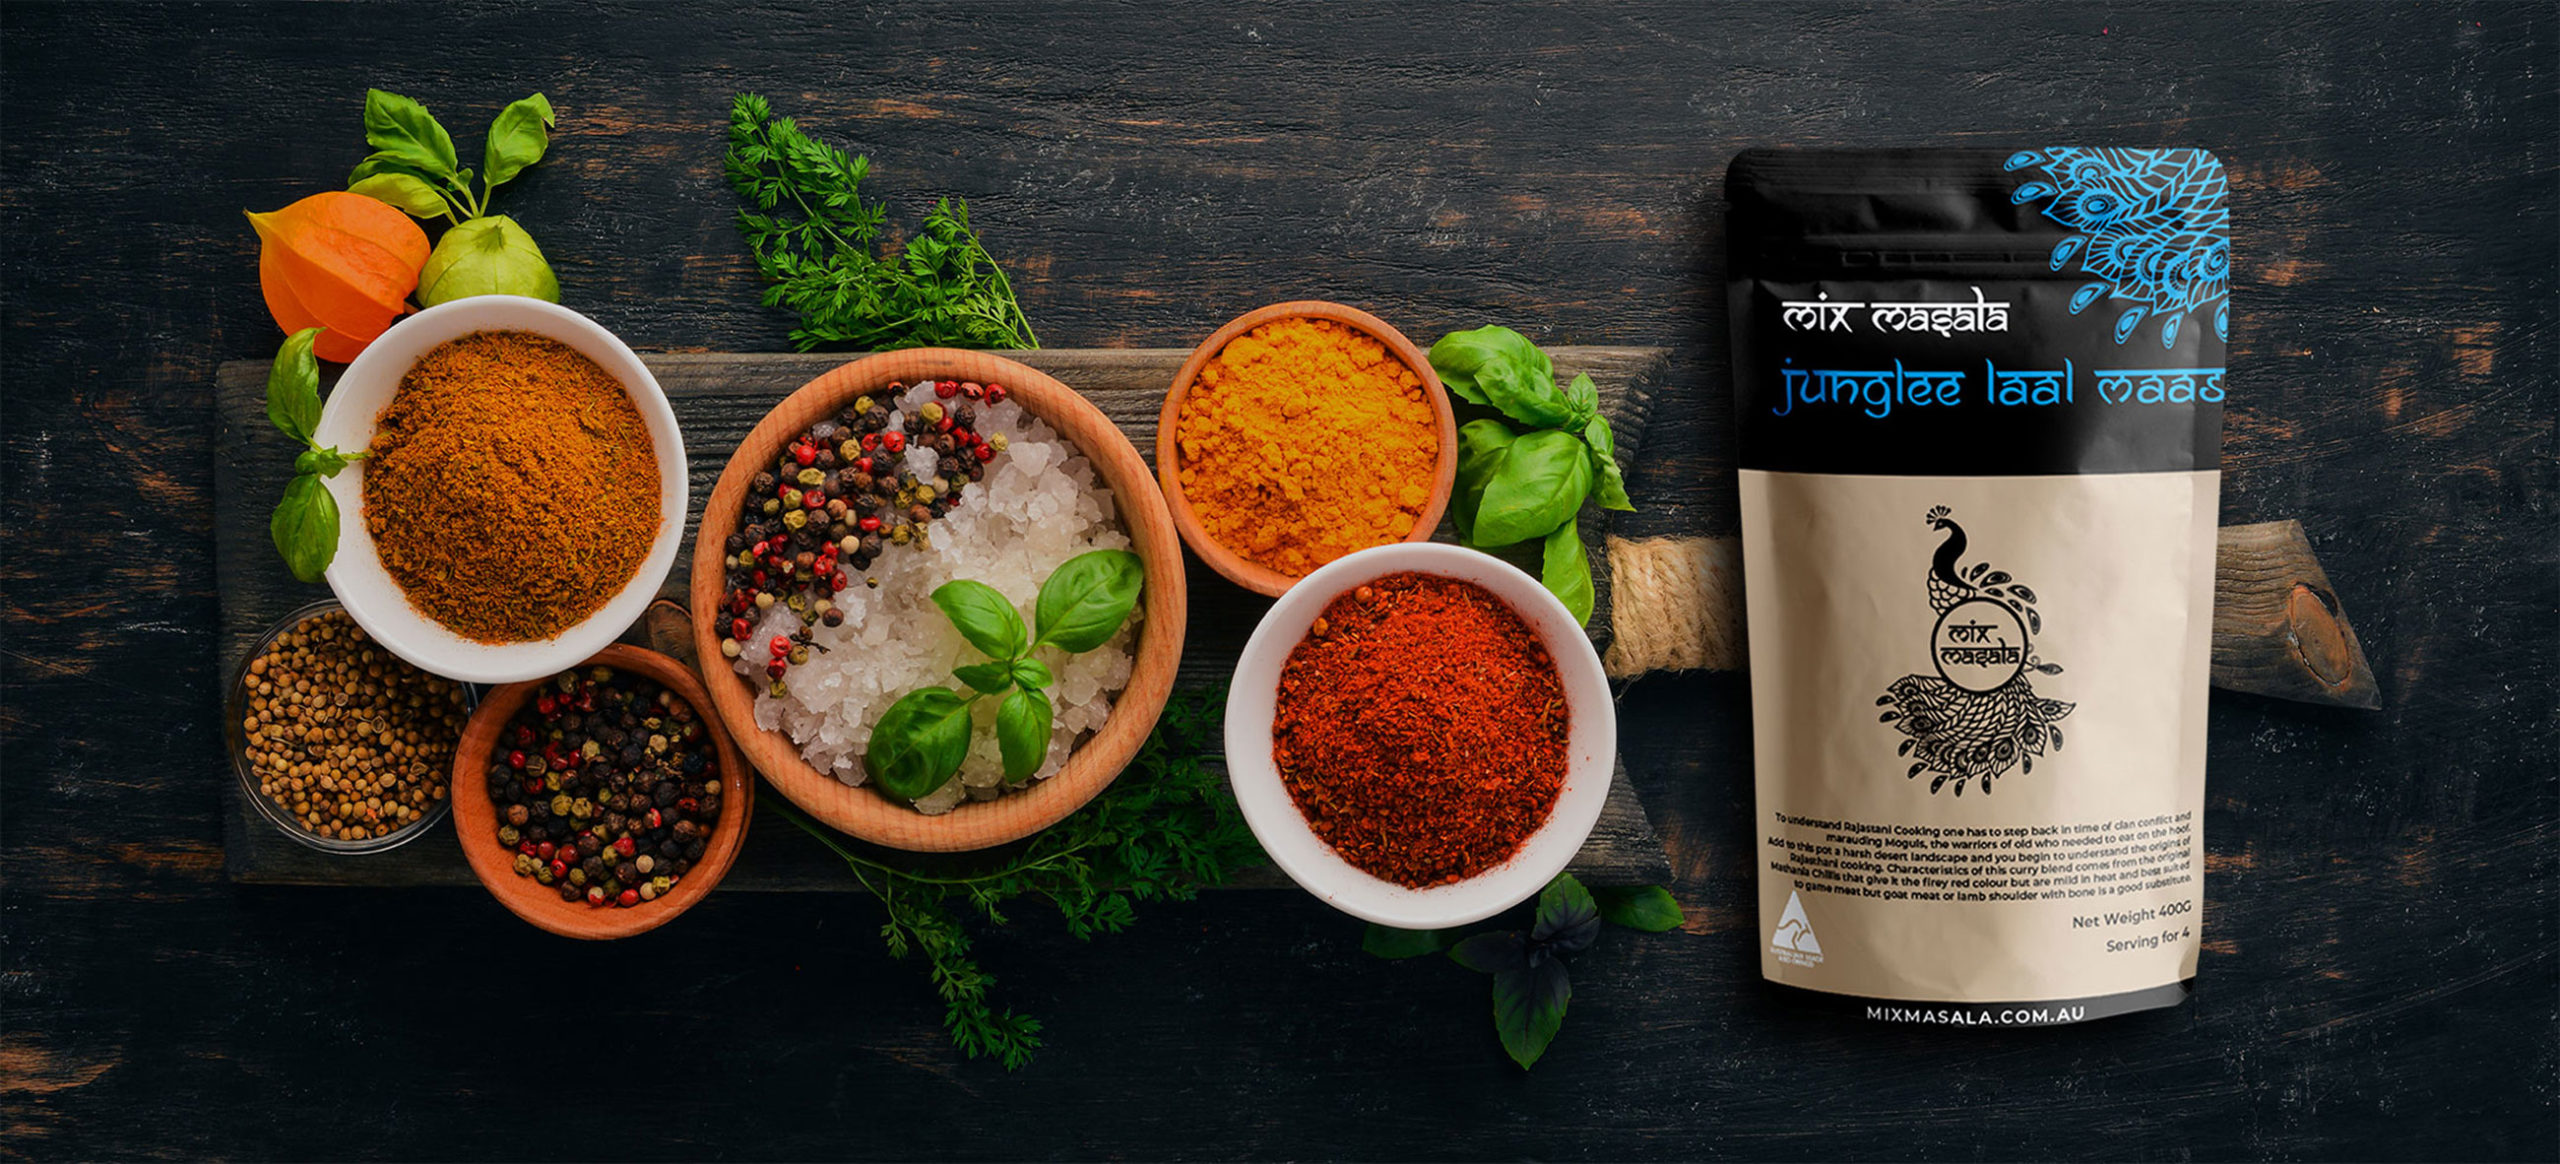 mix masala
junglee laal maas
mix
masala
To understand Rajastani Cooking one has to step back in time of clan conflict and
marauding Moguls, the warriors of old who needed to eat on the hoof.
Add to this pot a harsh desert landscape and you begin to understand the origins of
Rajasthani cooking. Characteristics of this curry blend comes from the original
Mathania Chillis that give it the firey red colour but are mild in heat and best suited
to game meat but goat meat or lamb shoulder with bone is a good substitute.
Net Weight 400G
Serving for 4
AUSTRALIAN MADE
AND OWNED
MIXMASALA.COM.AU